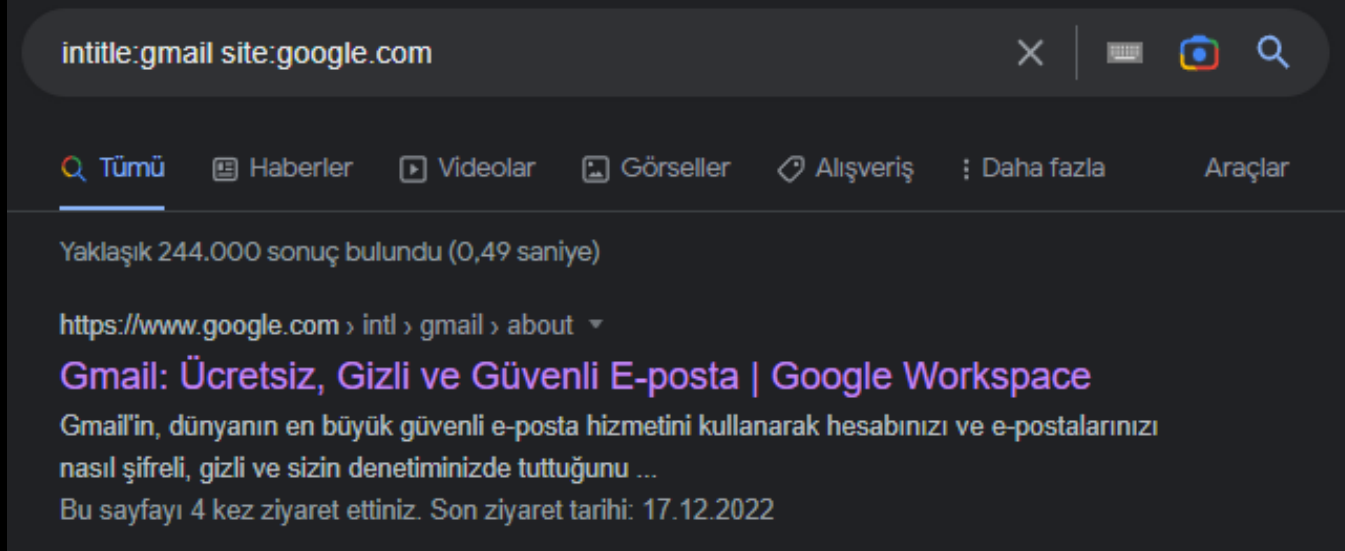 intitle:gmail site:google.com
Tümü Haberler Videolar Görseller Alışveriş Daha fazla Araçlar
Yaklaşık 244.000 sonuç bulundu (0,49 saniye)
https://www.google.com › intl › gmail › about
Gmail: Ücretsiz, Gizli ve Güvenli E-posta | Google Workspace
Gmail'in, dünyanın en büyük güvenli e-posta hizmetini kullanarak hesabınızı ve e-postalarınızı
nasıl şifreli, gizli ve sizin denetiminizde tuttuğunu ...
Bu sayfayı 4 kez ziyaret ettiniz. Son ziyaret tarihi: 17.12.2022